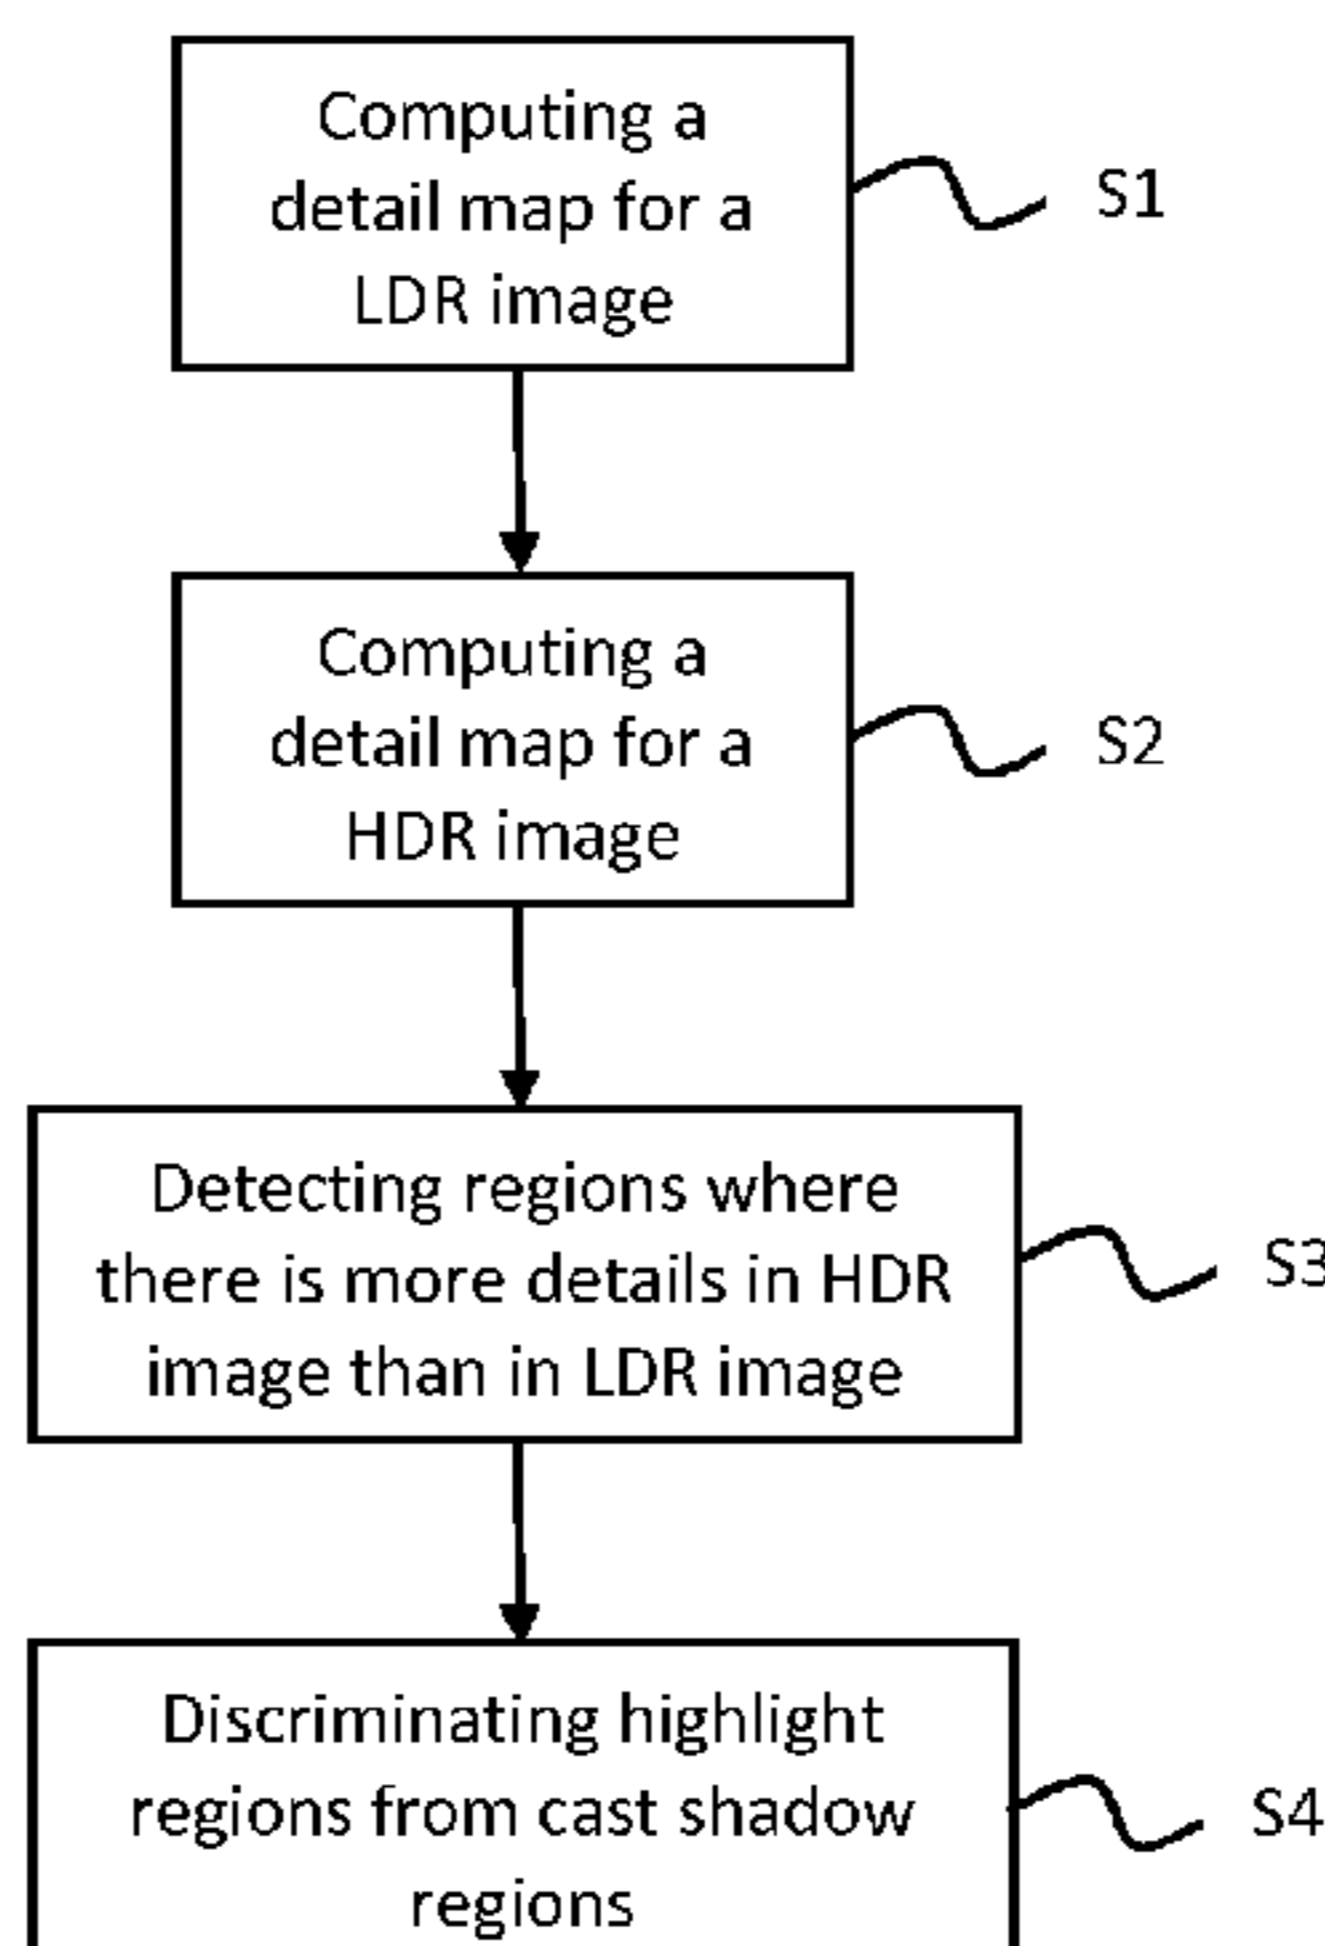 Computing a
detail map for a
LDR image
S1
Computing a
detail map for a
HDR image
S2
Detecting regions where
there is more details in HDR
image than in LDR image
S3
Discriminating highlight
regions from cast shadow
regions
S4